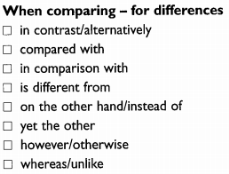 When comparing – for differences
☐ in contrast/alternatively
☐ compared with
☐ in comparison with
☐ is different from
☐ on the other hand/instead of
☐ yet the other
☐ however/otherwise
☐ whereas/unlike